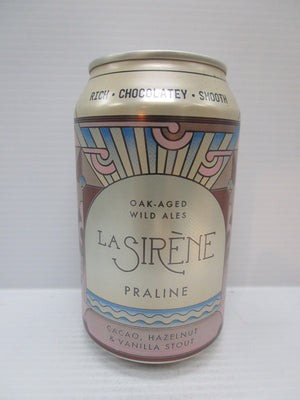 RICH • CHOCOLATEY • SMOOTH
OAK-AGED
WILD ALES
LA SIRÈNE
PRALINE
CACAO, HAZELNUT
& VANILLA STOUT